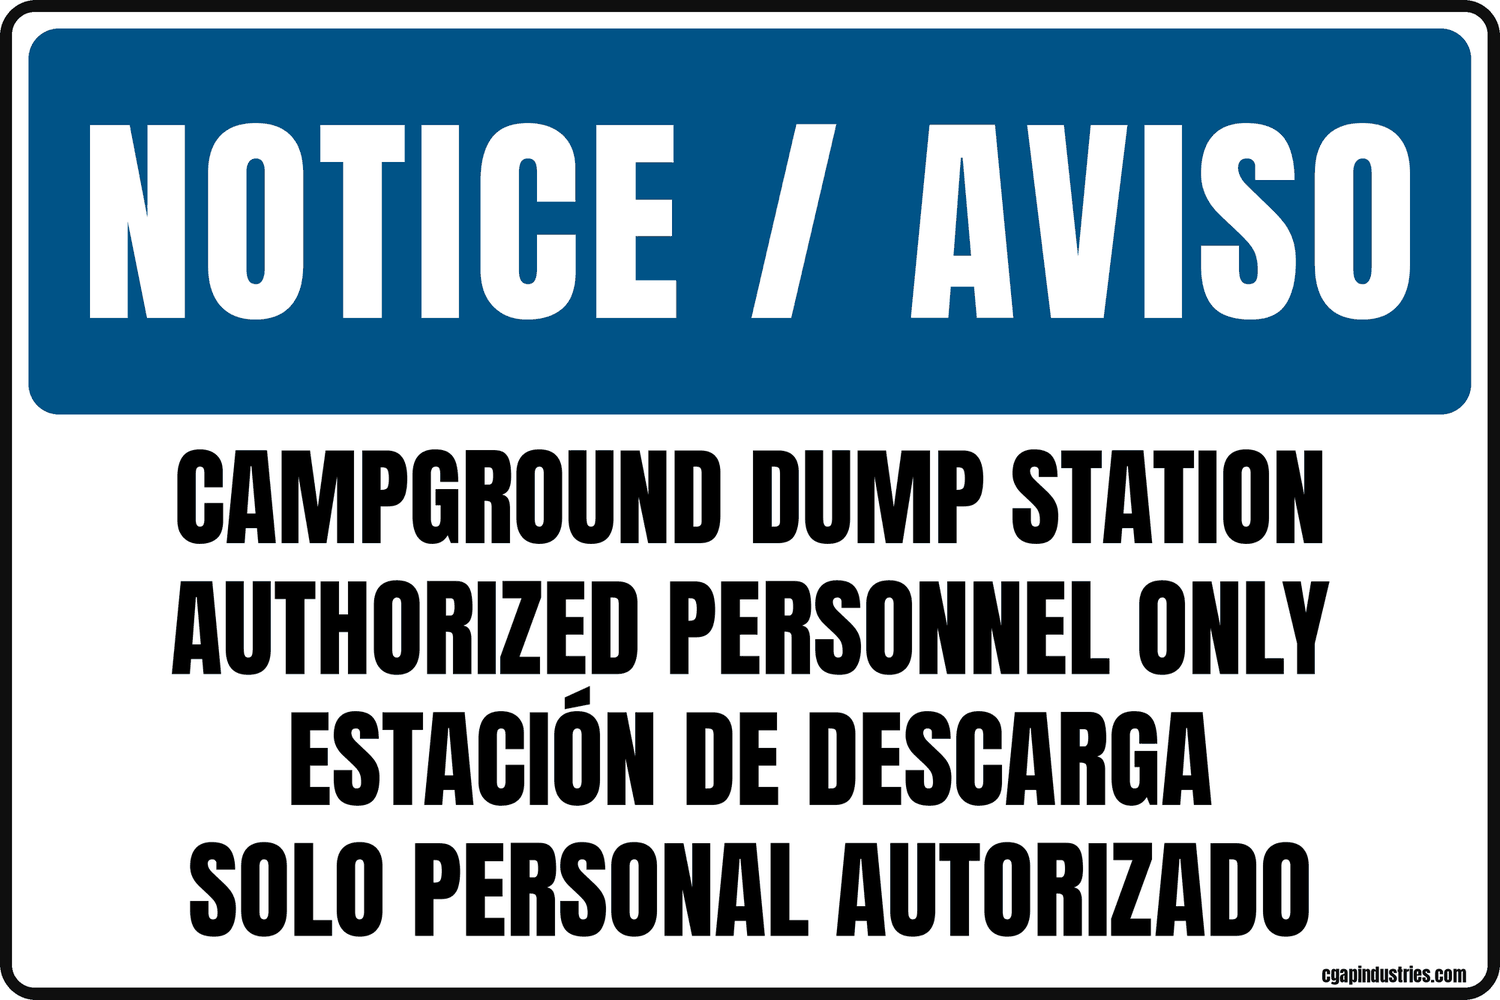 NOTICE / AVISO
CAMPGROUND DUMP STATION
AUTHORIZED PERSONNEL ONLY
ESTACIÓN DE DESCARGA
SOLO PERSONAL AUTORIZADO
cgapindustries.com